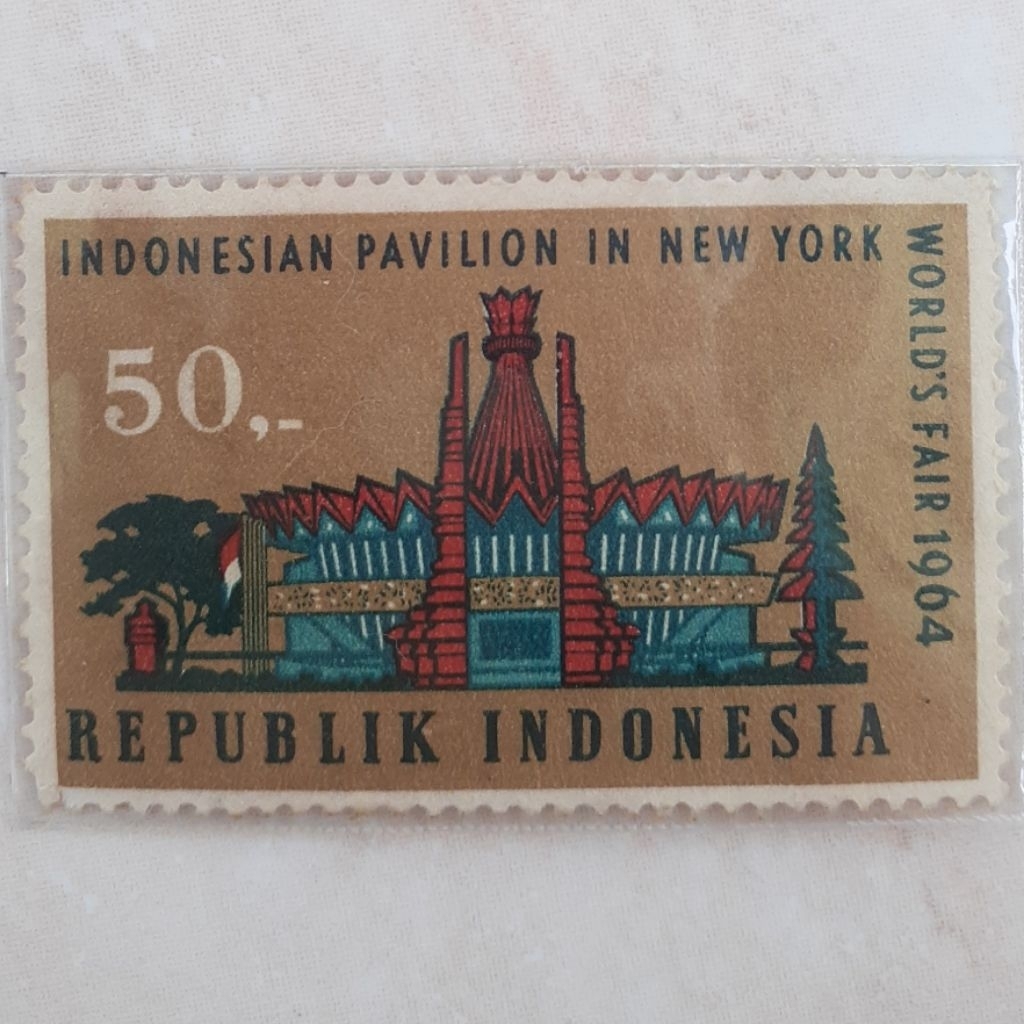 INDONESIAN PAVILION IN NEW YORK
WORLD'S FAIR 1964
50,-
REPUBLIK INDONESIA